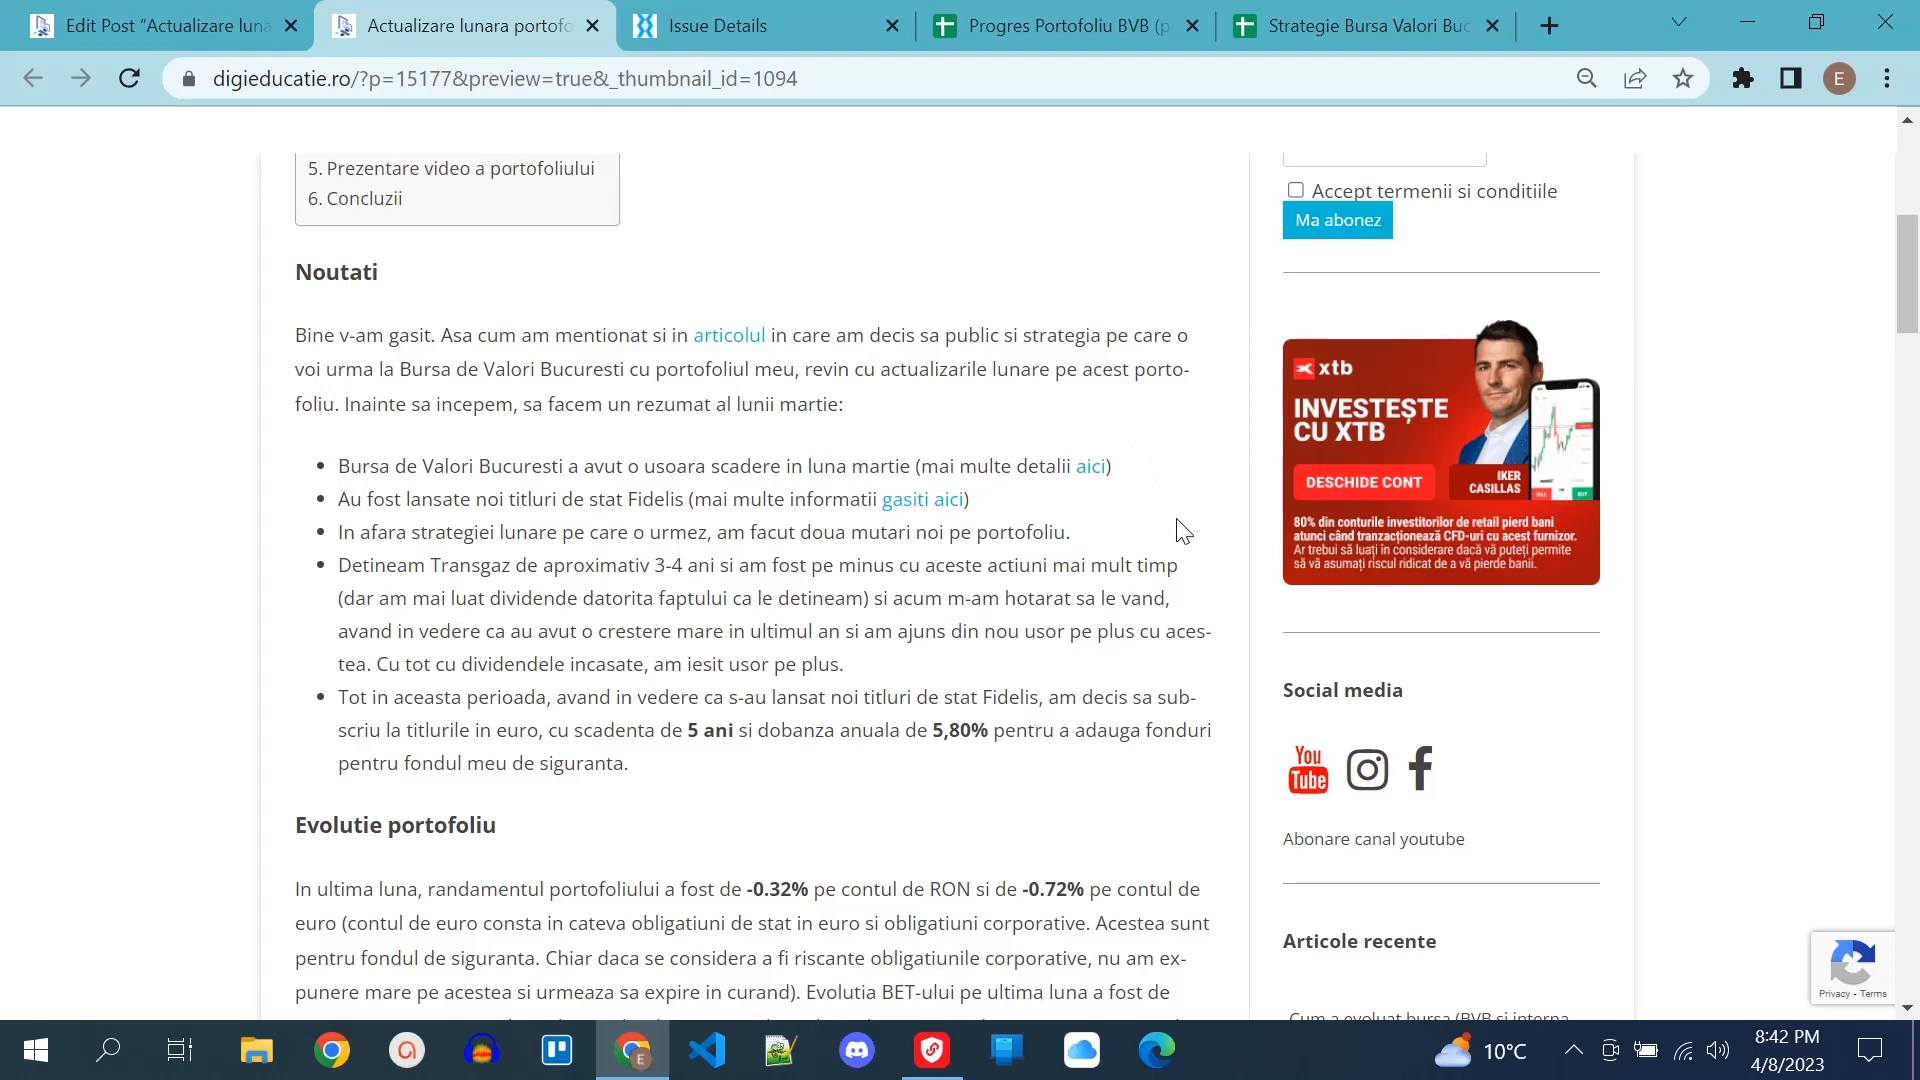 Edit Post “Actualizare luna
Actualizare lunara portofo
Issue Details
Progres Portofoliu BVB (p
Strategie Bursa Valori Buc
digieducatie.ro/?p=15177&preview=true&_thumbnail_id=1094
E
5. Prezentare video a portofoliului
6. Concluzii
Noutati
Bine v-am gasit. Asa cum am mentionat si in articolul in care am decis sa public si strategia pe care o
voi urma la Bursa de Valori Bucuresti cu portofoliul meu, revin cu actualizarile lunare pe acest porto-
foliu. Inainte sa incepem, sa facem un rezumat al lunii martie:
Bursa de Valori Bucuresti a avut o usoara scadere in luna martie (mai multe detalii aici)
Au fost lansate noi titluri de stat Fidelis (mai multe informatii gasiti aici)
In afara strategiei lunare pe care o urmez, am facut doua mutari noi pe portofoliu.
Detineam Transgaz de aproximativ 3-4 ani si am fost pe minus cu aceste actiuni mai mult timp
(dar am mai luat dividende datorita faptului ca le detineam) si acum m-am hotarat sa le vand,
avand in vedere ca au avut o crestere mare in ultimul an si am ajuns din nou usor pe plus cu aces-
tea. Cu tot cu dividendele incasate, am iesit usor pe plus.
Tot in aceasta perioada, avand in vedere ca s-au lansat noi titluri de stat Fidelis, am decis sa sub-
scriu la titlurile in euro, cu scadenta de 5 ani si dobanza anuala de 5,80% pentru a adauga fonduri
pentru fondul meu de siguranta.
Evolutie portofoliu
In ultima luna, randamentul portofoliului a fost de -0.32% pe contul de RON si de -0.72% pe contul de
euro (contul de euro consta in cateva obligatiuni de stat in euro si obligatiuni corporative. Acestea sunt
pentru fondul de siguranta. Chiar daca se considera a fi riscante obligatiunile corporative, nu am ex-
punere mare pe acestea si urmeaza sa expire in curand). Evolutia BET-ului pe ultima luna a fost de
Accept termenii si conditiile
Ma abonez
xtb
INVESTEȘTE
CU XTB
DESCHIDE CONT
IKER
CASILLAS
SELL
BUY
80% din conturile investitorilor de retail pierd bani
atunci când tranzacționează CFD-uri cu acest furnizor.
Ar trebui să luați în considerare dacă vă puteți permite
să vă asumați riscul ridicat de a vă pierde banii.
Social media
You
Tube
Abonare canal youtube
Articole recente
Cum a evoluat bursa (BVB si interna
Privacy - Terms
E
10°C
8:42 PM
4/8/2023